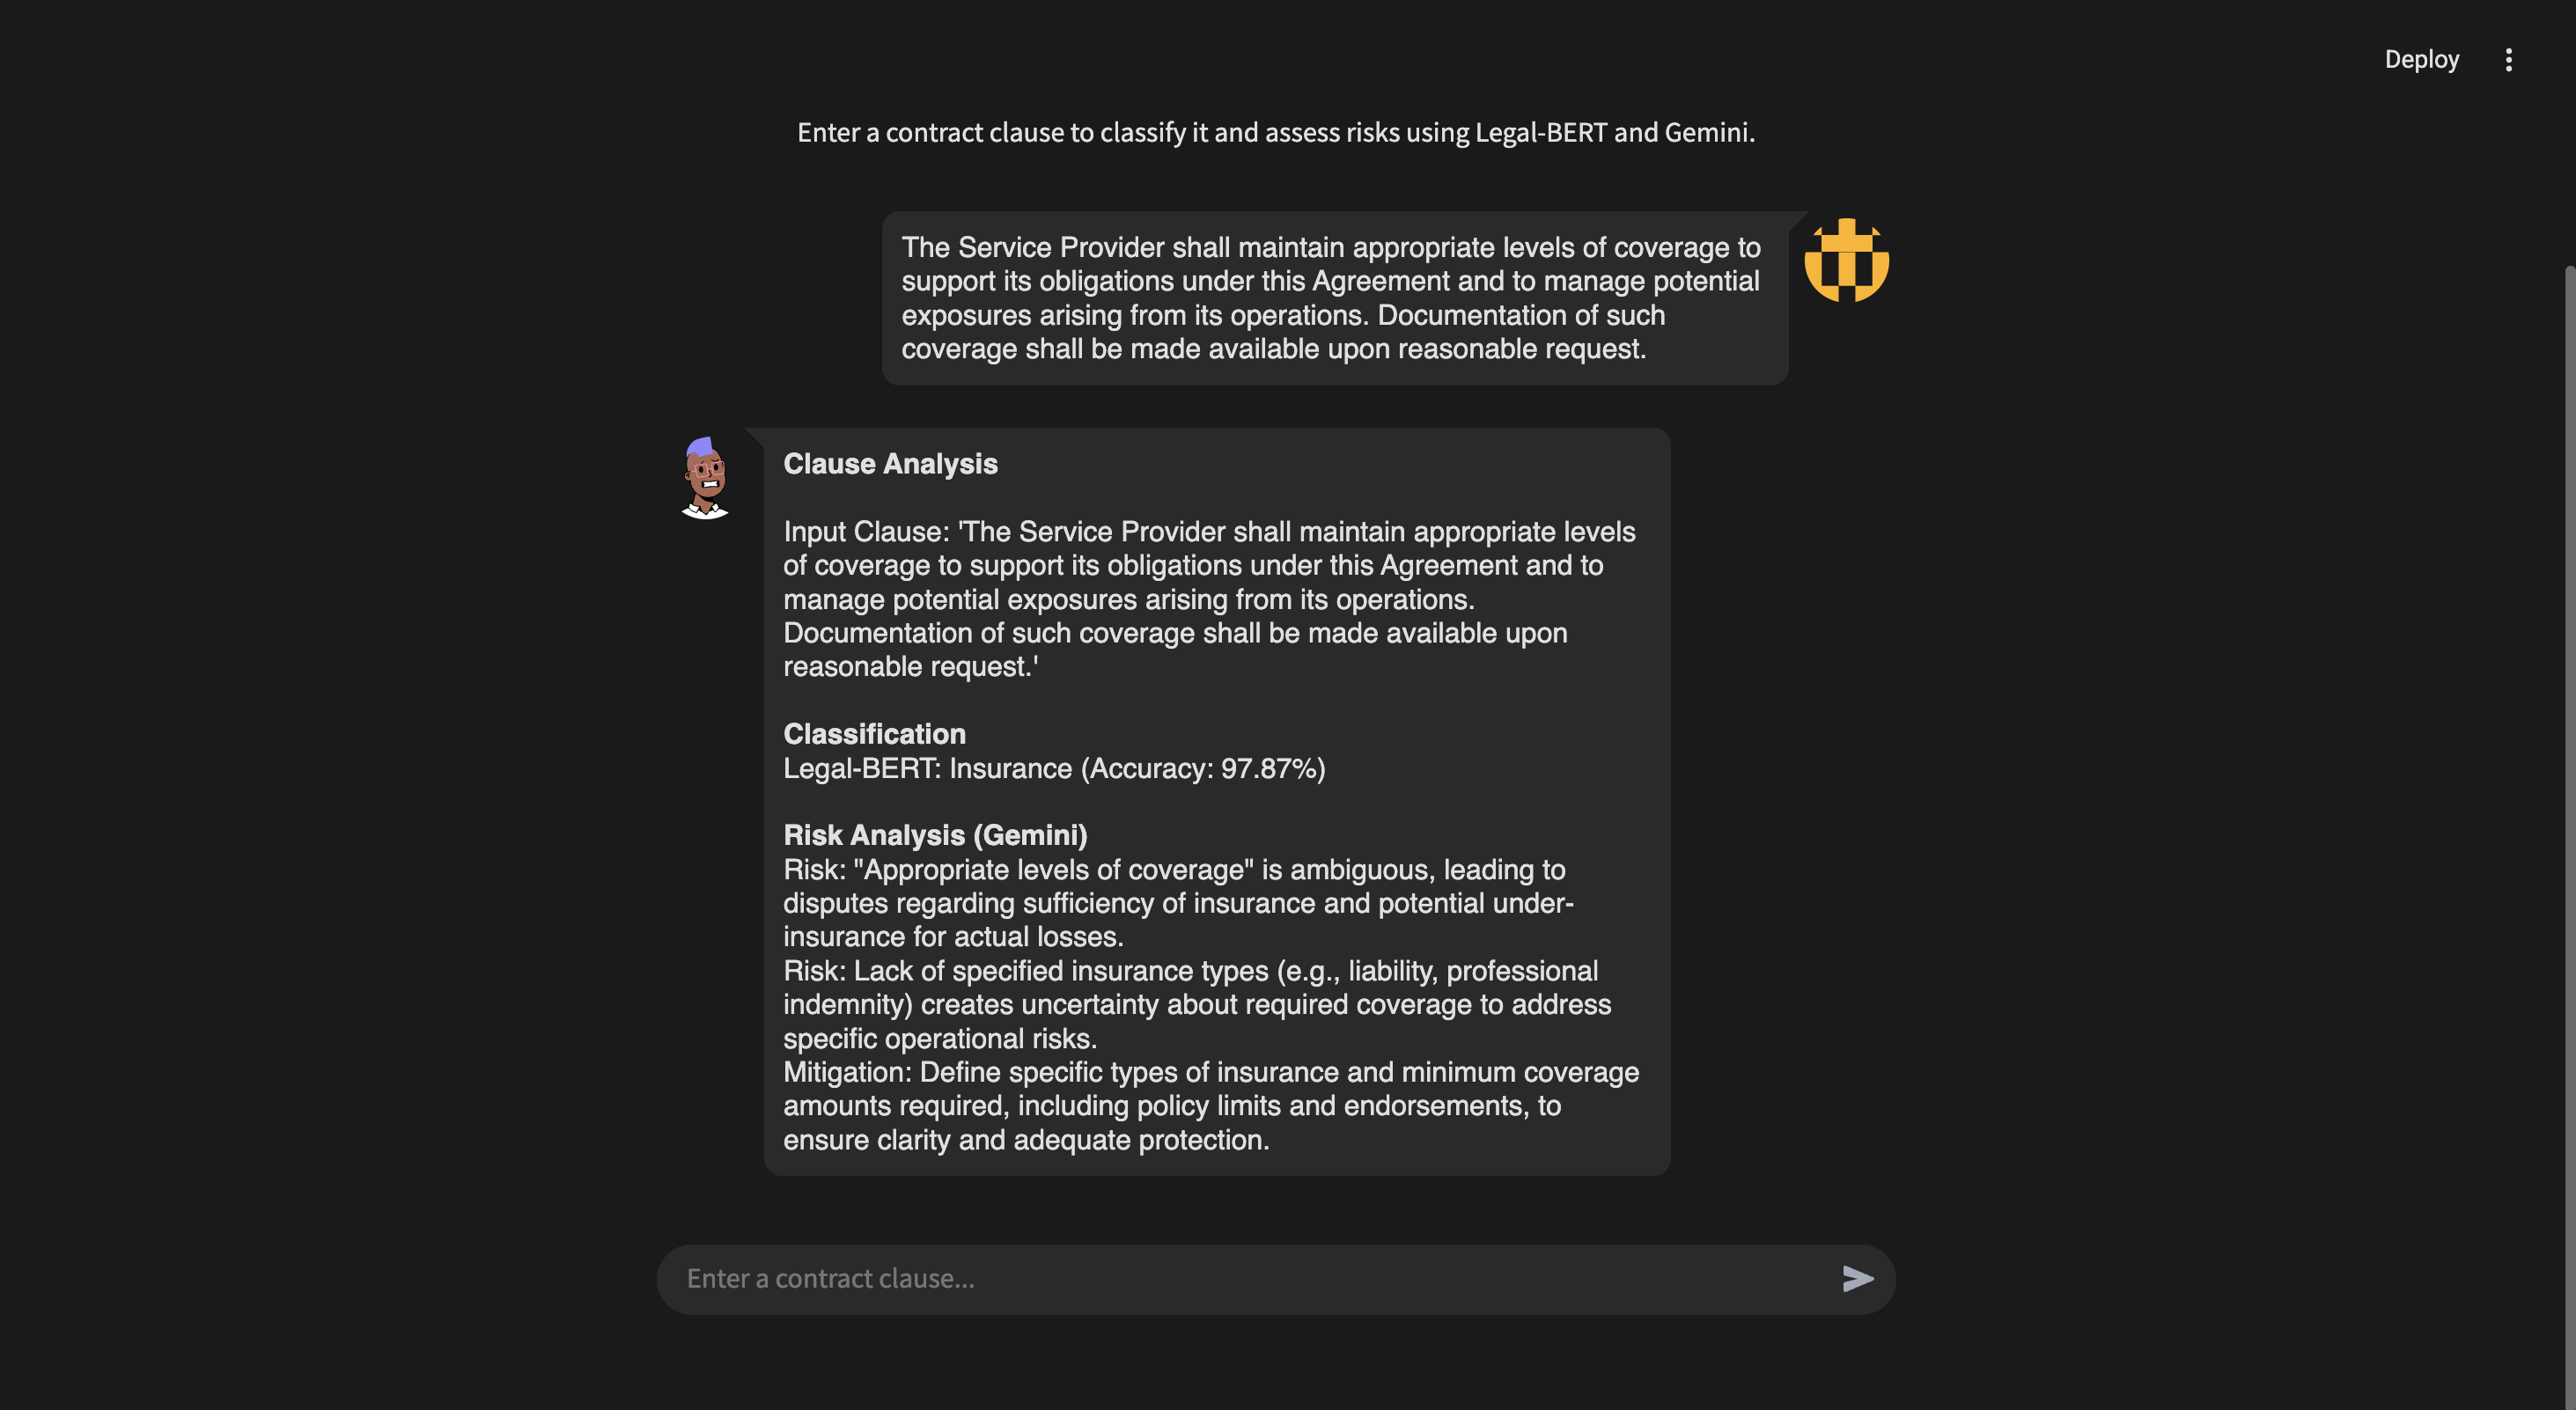 Deploy
Enter a contract clause to classify it and assess risks using Legal-BERT and Gemini.
The Service Provider shall maintain appropriate levels of coverage to
support its obligations under this Agreement and to manage potential
exposures arising from its operations. Documentation of such
coverage shall be made available upon reasonable request.
Clause Analysis
Input Clause: 'The Service Provider shall maintain appropriate levels
of coverage to support its obligations under this Agreement and to
manage potential exposures arising from its operations.
Documentation of such coverage shall be made available upon
reasonable request.'
Classification
Legal-BERT: Insurance (Accuracy: 97.87%)
Risk Analysis (Gemini)
Risk: "Appropriate levels of coverage" is ambiguous, leading to
disputes regarding sufficiency of insurance and potential under-
insurance for actual losses.
Risk: Lack of specified insurance types (e.g., liability, professional
indemnity) creates uncertainty about required coverage to address
specific operational risks.
Mitigation: Define specific types of insurance and minimum coverage
amounts required, including policy limits and endorsements, to
ensure clarity and adequate protection.
Enter a contract clause...